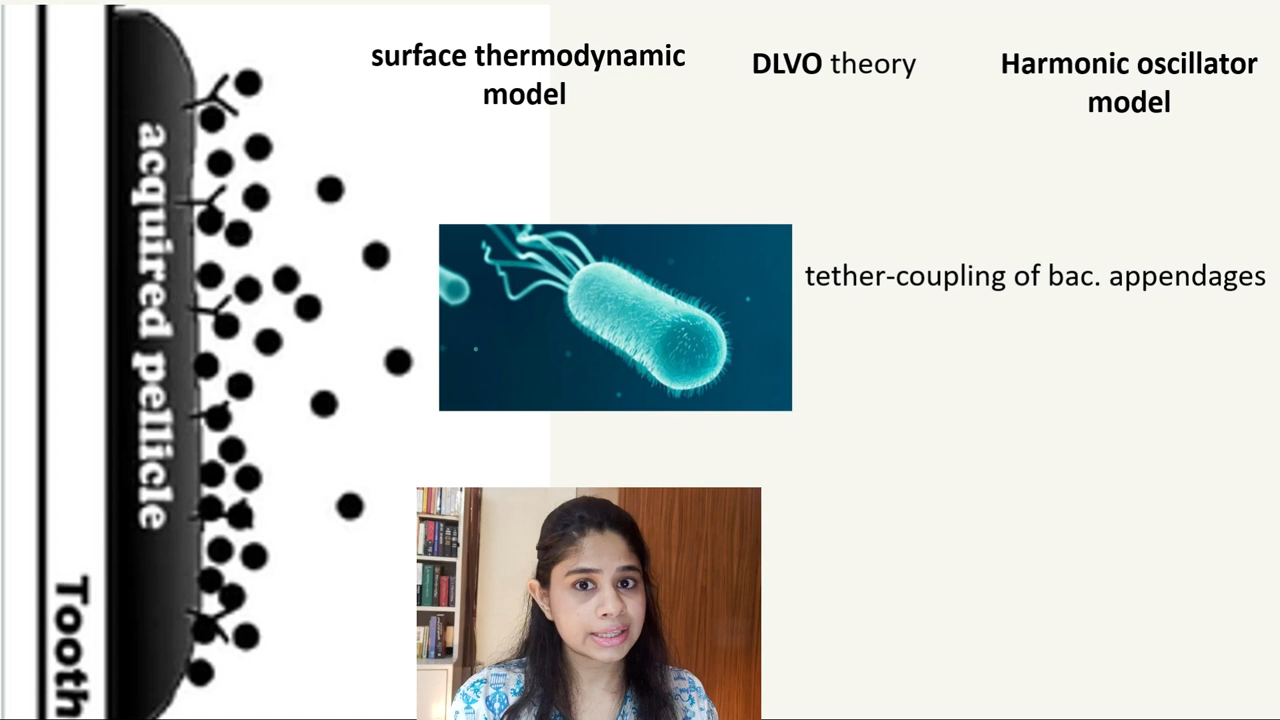 surface thermodynamic
model
DLVO theory
Harmonic oscillator
model
acquired pellicle
tether-coupling of bac. appendages
Tooth